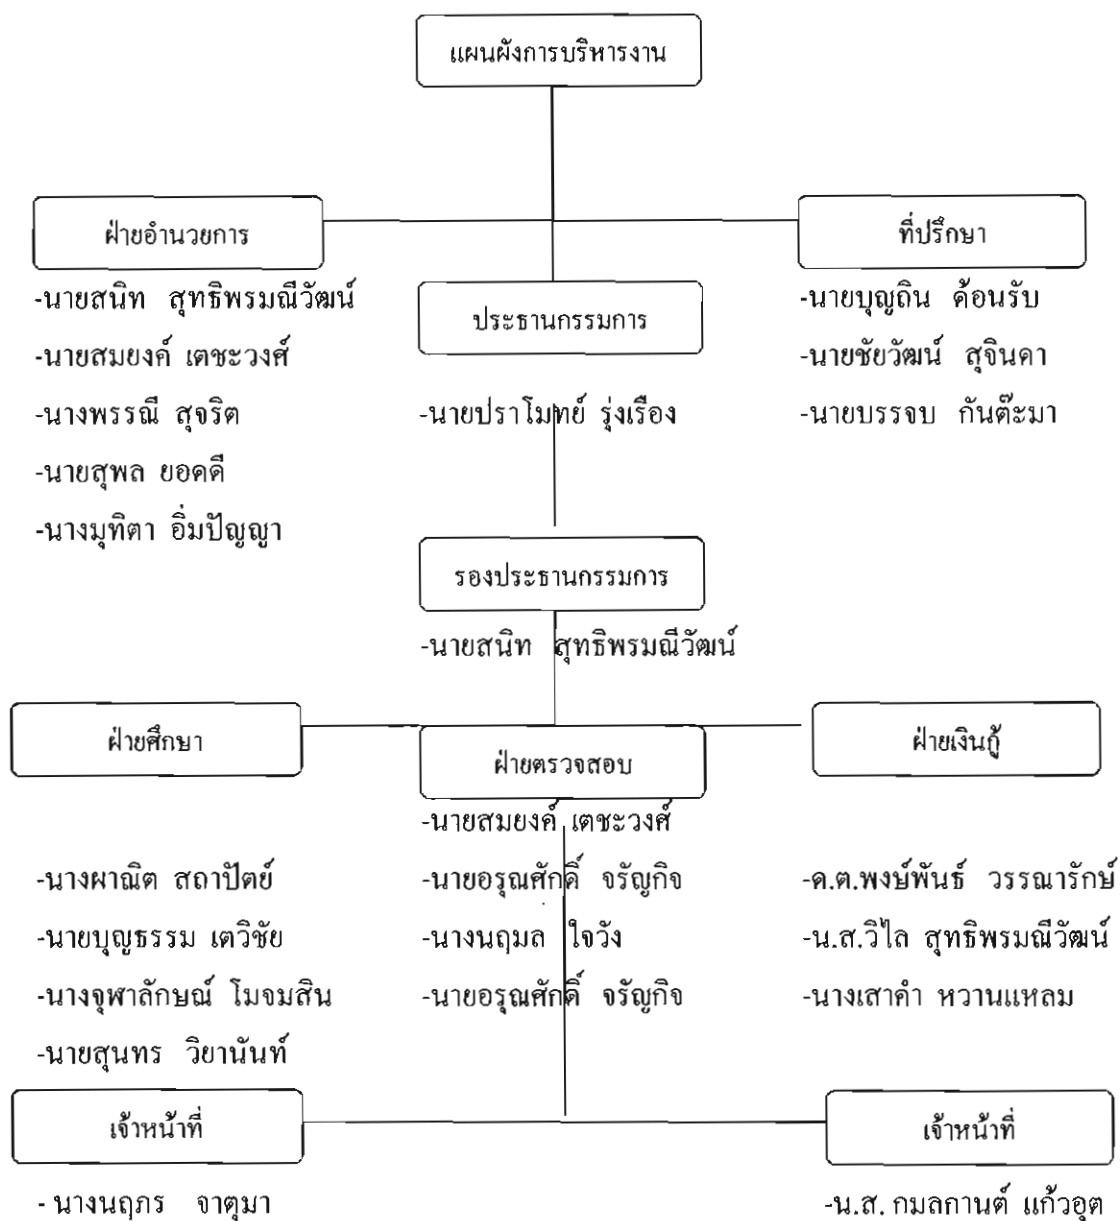 แผนผังการบริหารงาน
ฝ่ายอำนวยการ
-นายสนิท สุทธิพรมณีวัฒน์
-นายสมยงค์ เตชะวงศ์
-นางพรรณี สุจริต
-นายสุพล ยอดดี
-นางมุทิตา อิ่มปัญญา
ที่ปรึกษา
-นายบุญถิน ค้อนรับ
-นายชัยวัฒน์ สุจินดา
-นายบรรจบ กันต๊ะมา
ประธานกรรมการ
-นายปราโมทย์ รุ่งเรือง
รองประธานกรรมการ
-นายสนิท สุทธิพรมณีวัฒน์
ฝ่ายศึกษา
-นางผาณิต สถาปัตย์
-นายบุญธรรม เตวิชัย
-นางจุฬาลักษณ์ โมจมสิน
-นายสุนทร วิยานันท์
ฝ่ายตรวจสอบ
-นายสมยงค์ เตชะวงศ์
-นายอรุณศักดิ์ จรัญกิจ
-นางนฤมล ใจวัง
-นายอรุณศักดิ์ จรัญกิจ
ฝ่ายเงินกู้
-ด.ต.พงษ์พันธ์ วรรณารักษ์
-น.ส.วิไล สุทธิพรมณีวัฒน์
-นางเสาคำ หวานแหลม
เจ้าหน้าที่
- นางนฤภร จาตุมา
เจ้าหน้าที่
-น.ส. กมลกานต์ แก้วอุต